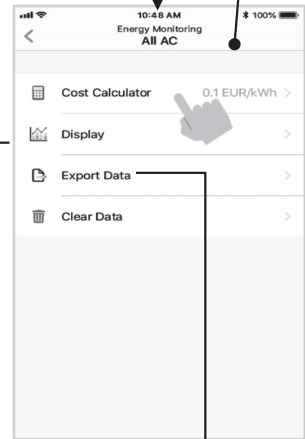 10:48 AM 100%
Energy Monitoring
All AC
Cost Calculator 0.1 EUR/kWh
Display
Export Data
Clear Data